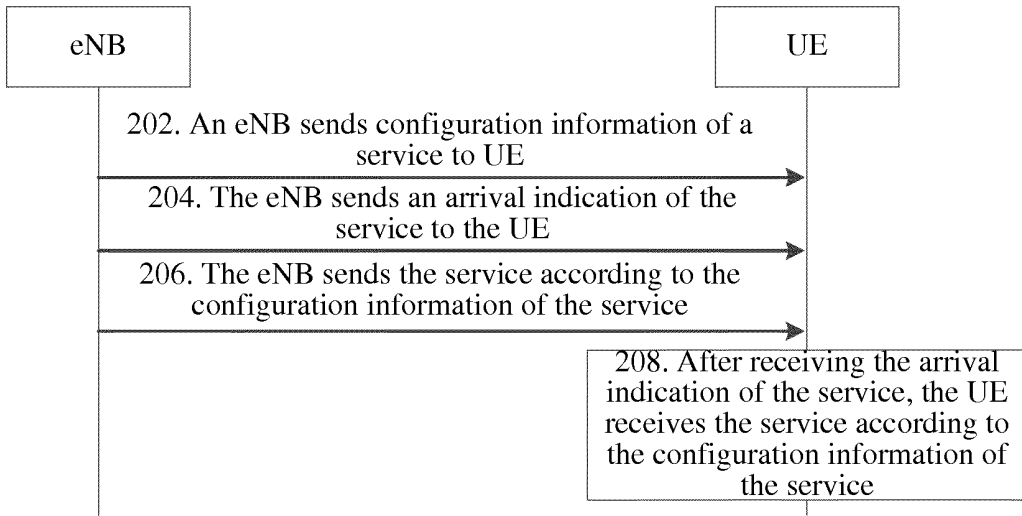 eNB
UE
202. An eNB sends configuration information of a
service to UE
204. The eNB sends an arrival indication of the
service to the UE
206. The eNB sends the service according to the
configuration information of the service
208. After receiving the arrival
indication of the service, the UE
receives the service according to
the configuration information of
the service